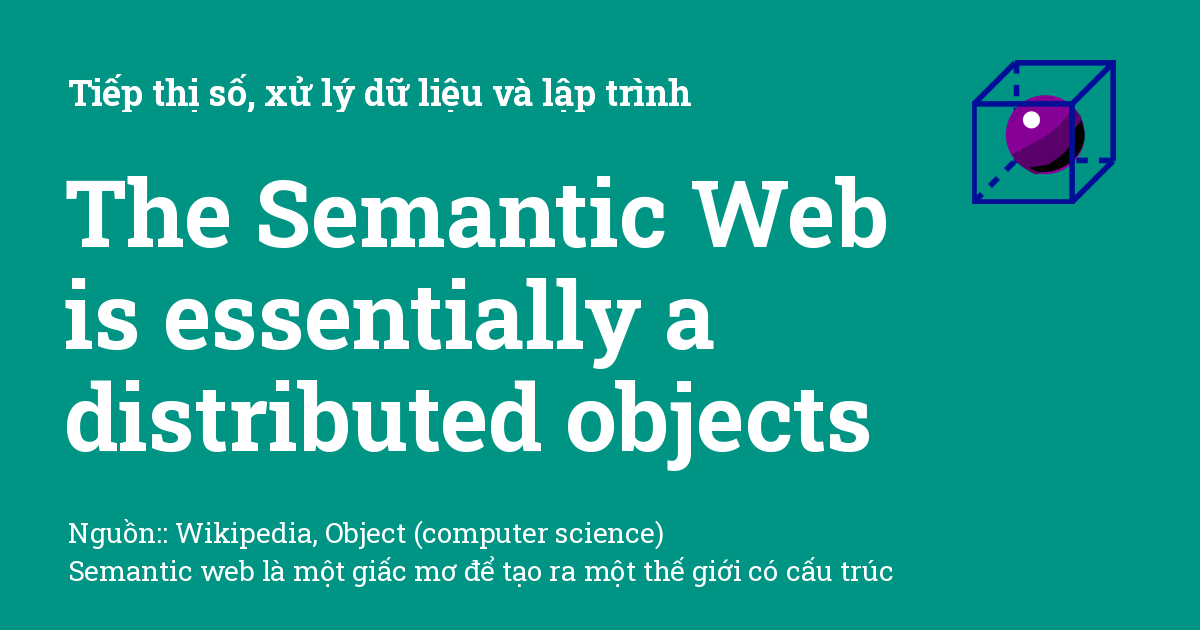 Tiếp thị số, xử lý dữ liệu và lập trình
The Semantic Web
is essentially a
distributed objects
Nguồn:: Wikipedia, Object (computer science)
Semantic web là một giấc mơ để tạo ra một thế giới có cấu trúc